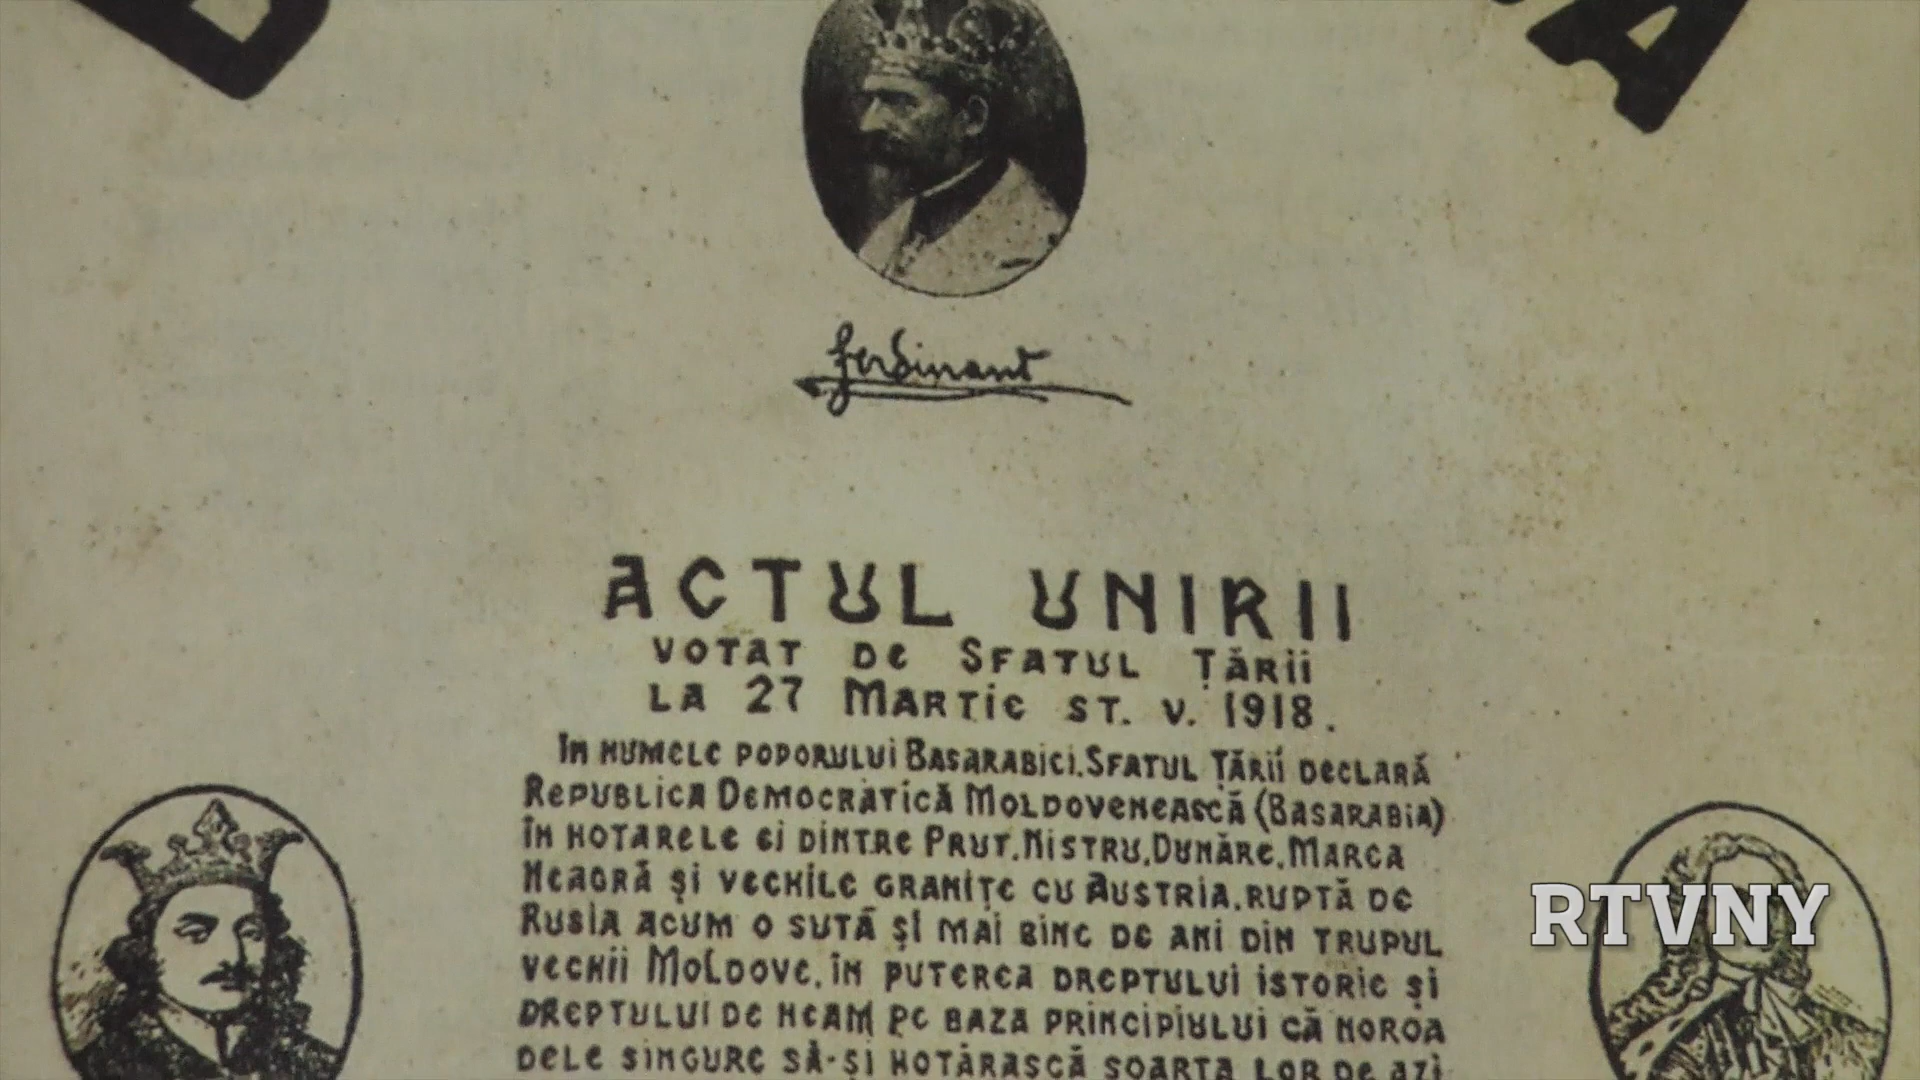 Ferdinand
ACTUL UNIRII
VOTAT DE SFATUL ȚĂRII
LA 27 MARTIE ST. V. 1918.
ÎN NUMELE POPORULUI BASARABIEI, SFATUL ȚĂRII DECLARĂ
REPUBLICA DEMOCRATICĂ MOLDOVENEASCĂ (BASARABIA)
ÎN HOTARELE EI DINTRE PRUT, NISTRU, DUNĂRE, MAREA
NEAGRĂ ȘI VECHILE GRANIȚE CU AUSTRIA, RUPTĂ DE
RUSIA ACUM O SUTĂ ȘI MAI BINE DE ANI DIN TRUPUL
VECHII MOLDOVE, ÎN PUTEREA DREPTULUI ISTORIC ȘI
DREPTULUI DE NEAM, PE BAZA PRINCIPIULUI CĂ NOROA
DELE SINGURE SĂ-ȘI HOTĂRASCĂ SOARTA LOR DE AZI
RTVNY